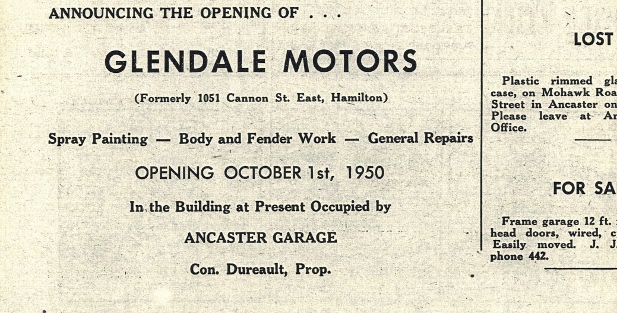 ANNOUNCING THE OPENING OF . . .
GLENDALE MOTORS
(Formerly 1051 Cannon St. East, Hamilton)
Spray Painting — Body and Fender Work — General Repairs
OPENING OCTOBER 1st, 1950
In the Building at Present Occupied by
ANCASTER GARAGE
Con. Dureault, Prop.
LOST
Plastic rimmed
case, on Mohawk
Street in Ancaster on
Please leave at
Office.
FOR
Frame garage 12 ft.
head doors, wired,
Easily moved. J. J.
phone 442.